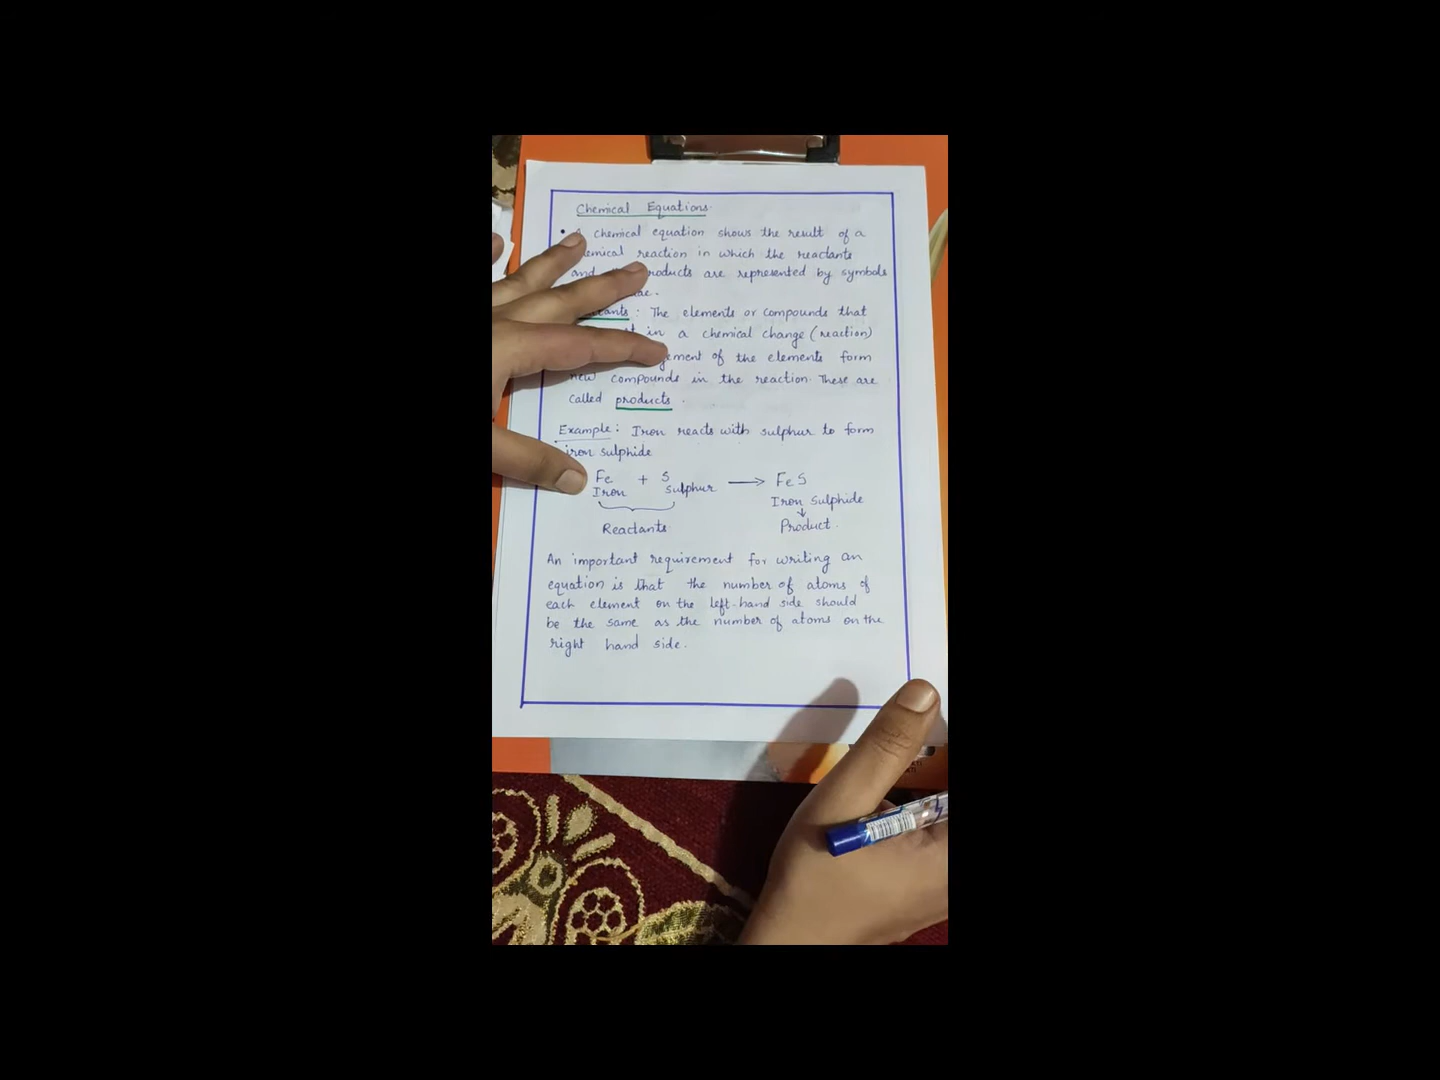 Chemical Equations
• A chemical equation shows the result of a
chemical reaction in which the reactants
and products are represented by symbols
: The elements or compounds that
in a chemical change (reaction)
of the elements form
new compounds in the reaction. These are
called products.
Example: Iron reacts with sulphur to form
iron sulphide
Fe + S → FeS
Iron Sulphur Iron Sulphide
Reactants Product.
An important requirement for writing an
equation is that the number of atoms of
each element on the left-hand side should
be the same as the number of atoms on the
right hand side.